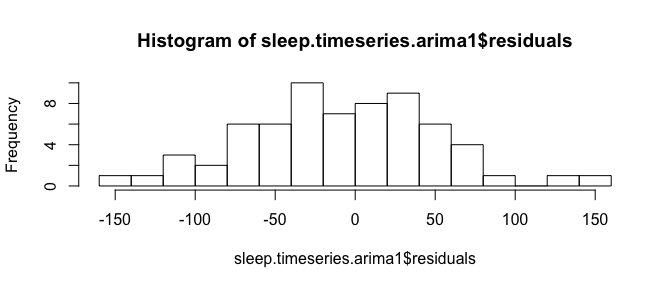 Histogram of sleep.timeseries.arima1$residuals
Frequency
0 4 8
-150 -100 -50 0 50 100 150
sleep.timeseries.arima1$residuals